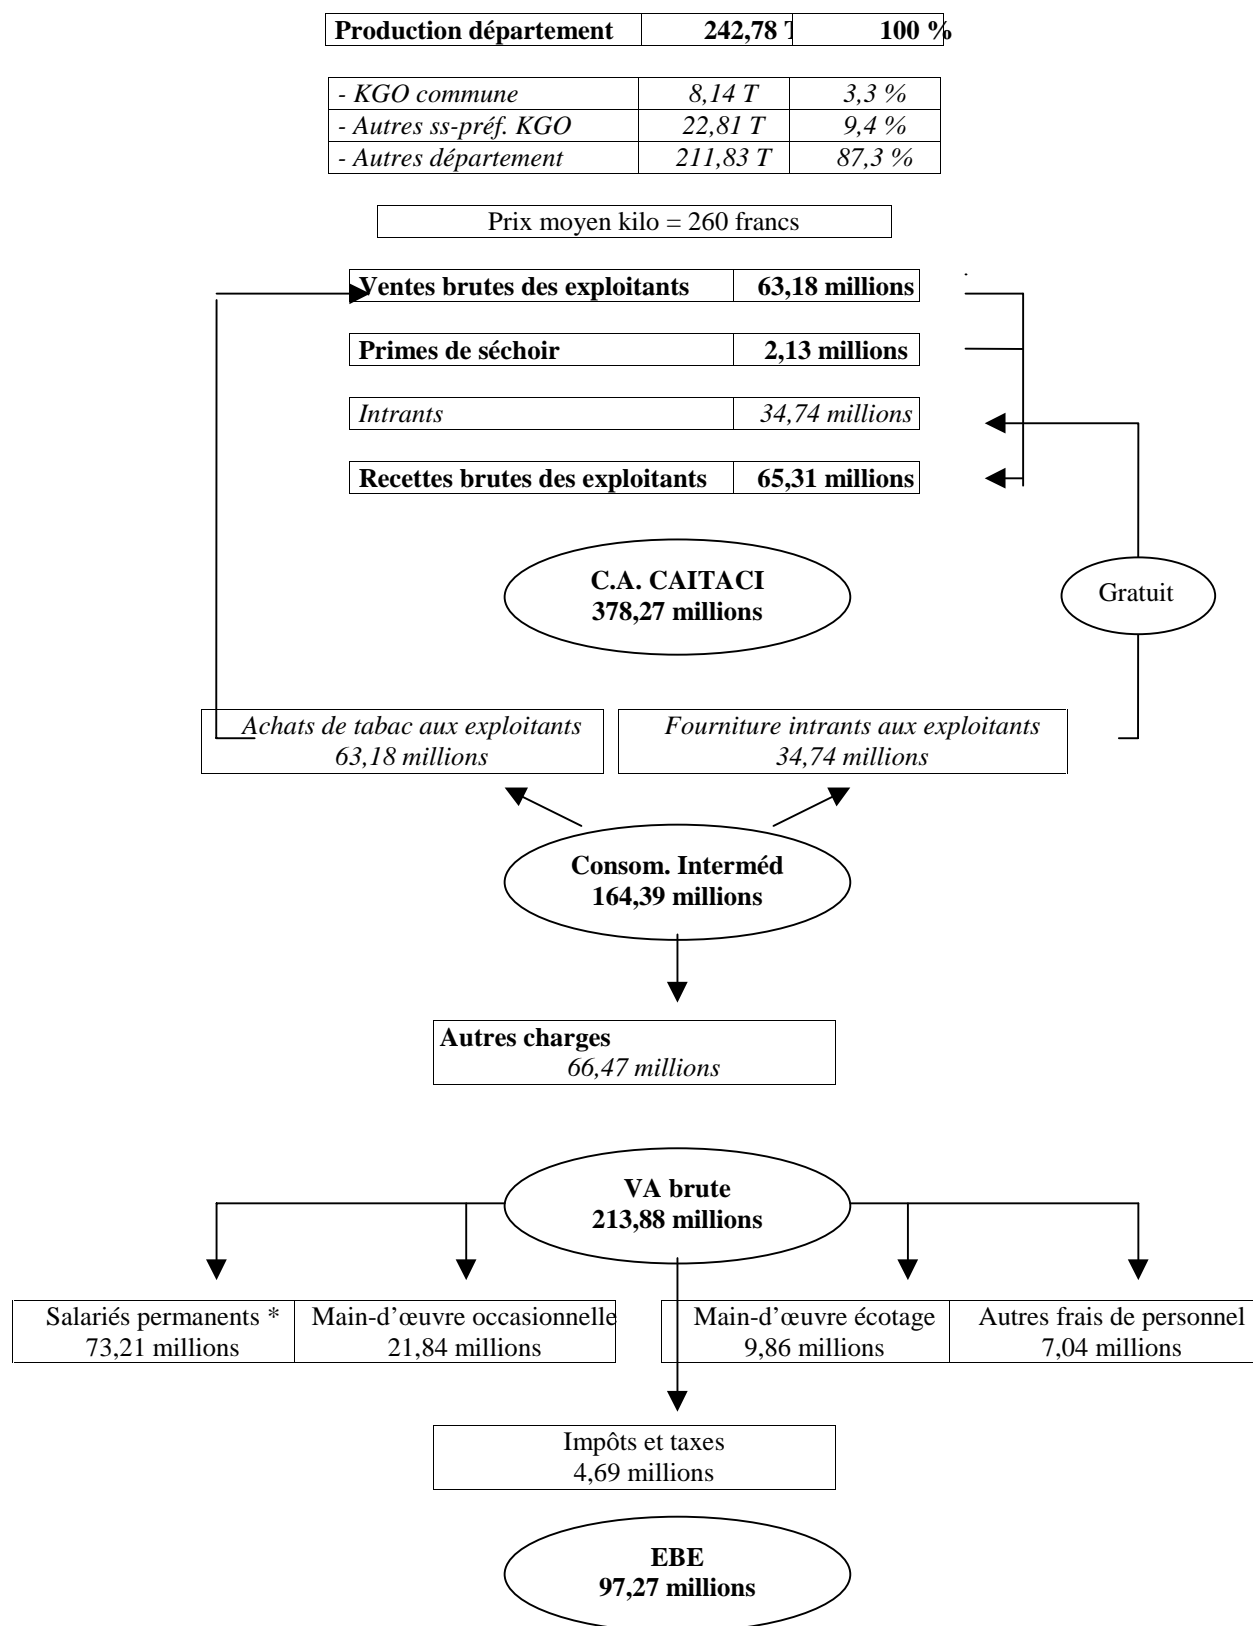 Production département 242,78 T 100 %
- KGO commune 8,14 T 3,3 %
- Autres ss-préf. KGO 22,81 T 9,4 %
- Autres département 211,83 T 87,3 %
Prix moyen kilo = 260 francs
Ventes brutes des exploitants 63,18 millions
Primes de séchoir 2,13 millions
Intrants 34,74 millions
Recettes brutes des exploitants 65,31 millions
C.A. CAITACI
378,27 millions
Gratuit
Achats de tabac aux exploitants
63,18 millions
Fourniture intrants aux exploitants
34,74 millions
Consom. Interméd
164,39 millions
Autres charges
66,47 millions
VA brute
213,88 millions
Salariés permanents *
73,21 millions
Main-d’œuvre occasionnelle
21,84 millions
Main-d’œuvre écotage
9,86 millions
Autres frais de personnel
7,04 millions
Impôts et taxes
4,69 millions
EBE
97,27 millions